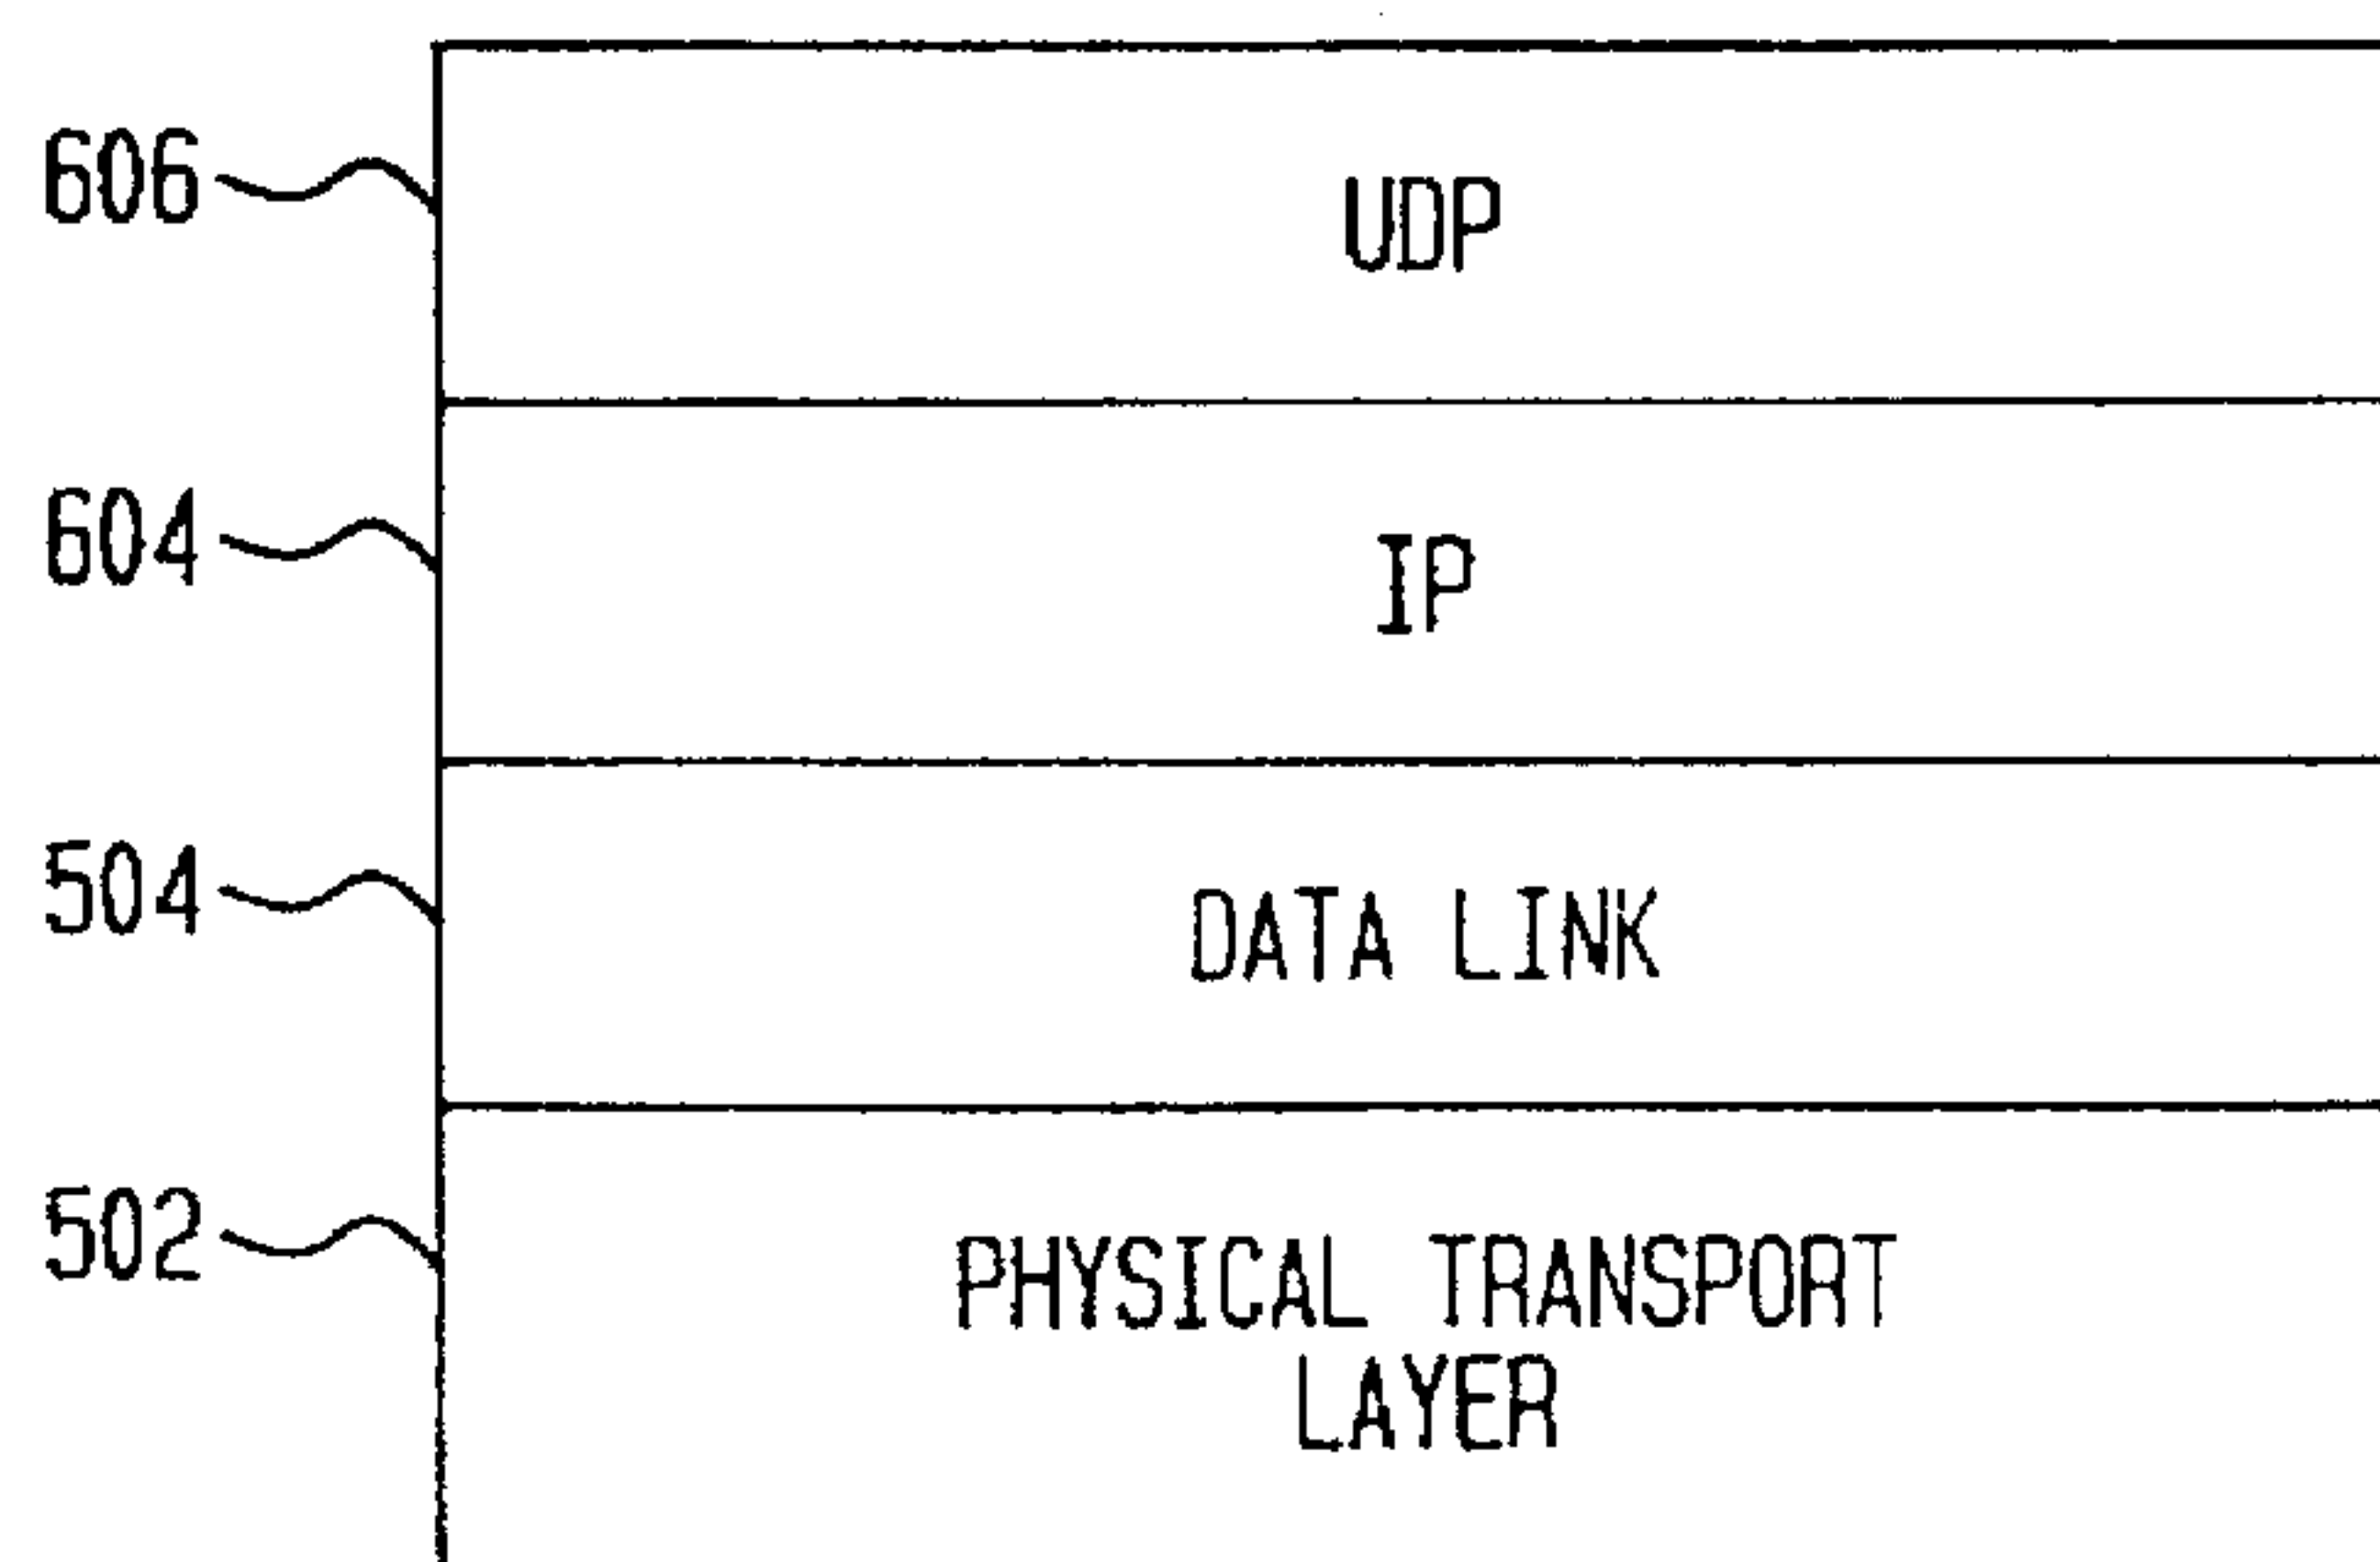 606
UDP
604
IP
504
DATA LINK
502
PHYSICAL TRANSPORT
LAYER